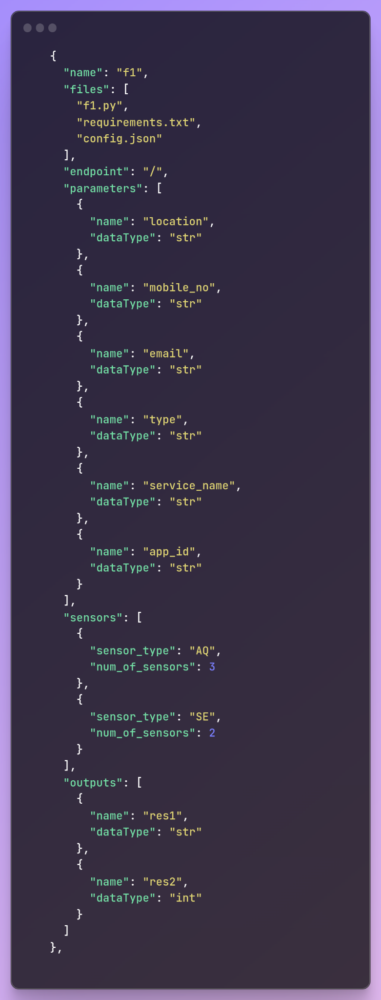 {
  "name": "f1",
  "files": [
    "f1.py",
    "requirements.txt",
    "config.json"
  ],
  "endpoint": "/",
  "parameters": [
    {
      "name": "location",
      "dataType": "str"
    },
    {
      "name": "mobile_no",
      "dataType": "str"
    },
    {
      "name": "email",
      "dataType": "str"
    },
    {
      "name": "type",
      "dataType": "str"
    },
    {
      "name": "service_name",
      "dataType": "str"
    },
    {
      "name": "app_id",
      "dataType": "str"
    }
  ],
  "sensors": [
    {
      "sensor_type": "AQ",
      "num_of_sensors": 3
    },
    {
      "sensor_type": "SE",
      "num_of_sensors": 2
    }
  ],
  "outputs": [
    {
      "name": "res1",
      "dataType": "str"
    },
    {
      "name": "res2",
      "dataType": "int"
    }
  ]
},